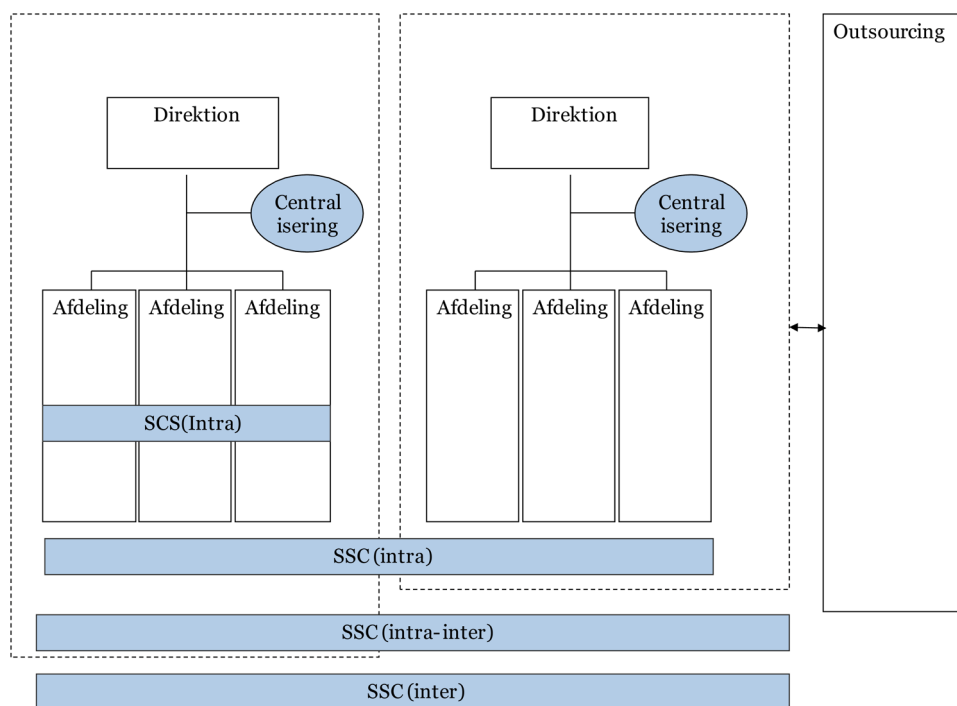 Outsourcing
Direktion
Direktion
Central
isering
Central
isering
Afdeling
Afdeling
Afdeling
Afdeling
Afdeling
Afdeling
SCS(Intra)
SSC (intra)
SSC (intra-inter)
SSC (inter)